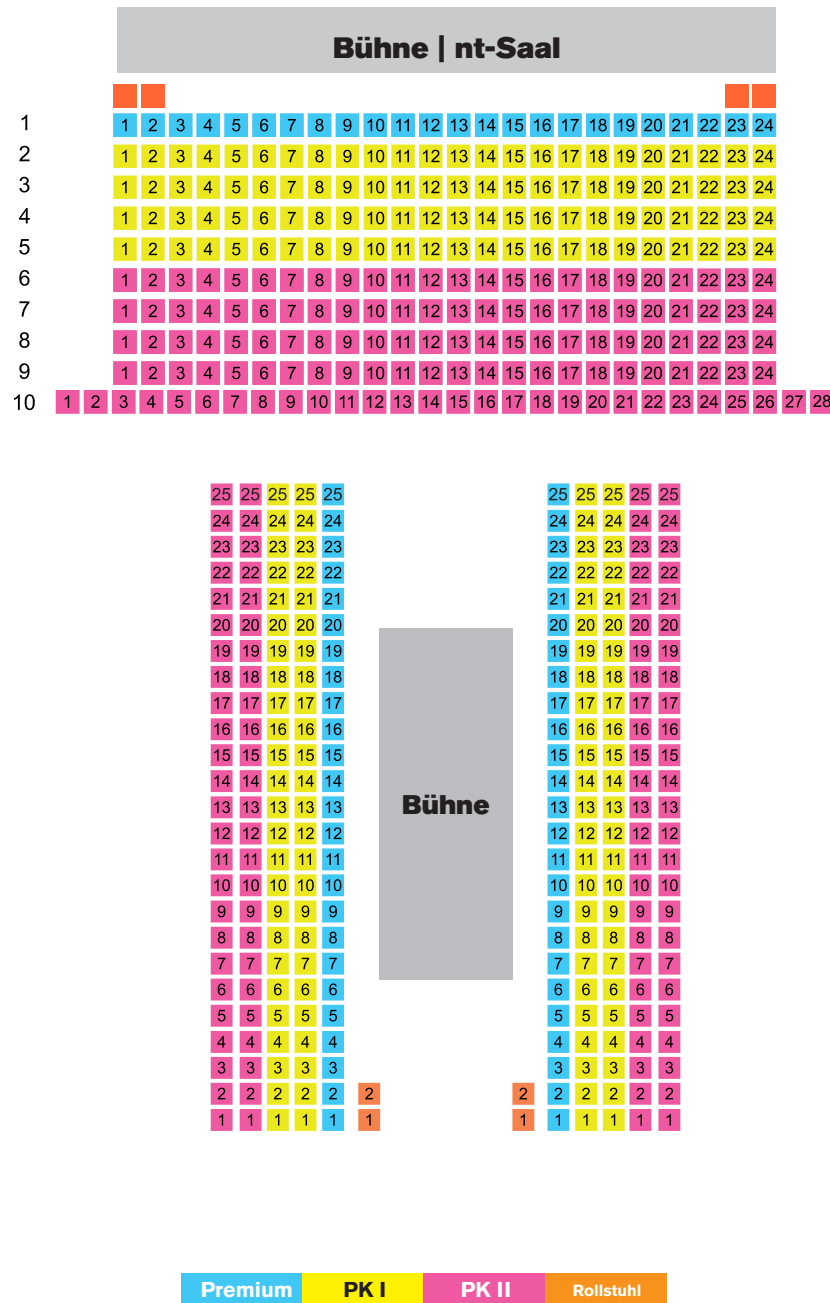 Bühne | nt-Saal
1 1 2 3 4 5 6 7 8 9 10 11 12 13 14 15 16 17 18 19 20 21 22 23 24
2 1 2 3 4 5 6 7 8 9 10 11 12 13 14 15 16 17 18 19 20 21 22 23 24
3 1 2 3 4 5 6 7 8 9 10 11 12 13 14 15 16 17 18 19 20 21 22 23 24
4 1 2 3 4 5 6 7 8 9 10 11 12 13 14 15 16 17 18 19 20 21 22 23 24
5 1 2 3 4 5 6 7 8 9 10 11 12 13 14 15 16 17 18 19 20 21 22 23 24
6 1 2 3 4 5 6 7 8 9 10 11 12 13 14 15 16 17 18 19 20 21 22 23 24
7 1 2 3 4 5 6 7 8 9 10 11 12 13 14 15 16 17 18 19 20 21 22 23 24
8 1 2 3 4 5 6 7 8 9 10 11 12 13 14 15 16 17 18 19 20 21 22 23 24
9 1 2 3 4 5 6 7 8 9 10 11 12 13 14 15 16 17 18 19 20 21 22 23 24
10 1 2 3 4 5 6 7 8 9 10 11 12 13 14 15 16 17 18 19 20 21 22 23 24 25 26 27 28
25 25 25 25 25 25 25 25 25 25
24 24 24 24 24 24 24 24 24 24
23 23 23 23 23 23 23 23 23 23
22 22 22 22 22 22 22 22 22 22
21 21 21 21 21 21 21 21 21 21
20 20 20 20 20 20 20 20 20 20
19 19 19 19 19 19 19 19 19 19
18 18 18 18 18 18 18 18 18 18
17 17 17 17 17 17 17 17 17 17
16 16 16 16 16 16 16 16 16 16
15 15 15 15 15 15 15 15 15 15
14 14 14 14 14 14 14 14 14 14
13 13 13 13 13 Bühne 13 13 13 13 13
12 12 12 12 12 12 12 12 12 12
11 11 11 11 11 11 11 11 11 11
10 10 10 10 10 10 10 10 10 10
9 9 9 9 9 9 9 9 9 9
8 8 8 8 8 8 8 8 8 8
7 7 7 7 7 7 7 7 7 7
6 6 6 6 6 6 6 6 6 6
5 5 5 5 5 5 5 5 5 5
4 4 4 4 4 4 4 4 4 4
3 3 3 3 3 3 3 3 3 3
2 2 2 2 2 2 2 2 2 2 2 2
1 1 1 1 1 1 1 1 1 1 1 1
Premium PK I PK II Rollstuhl